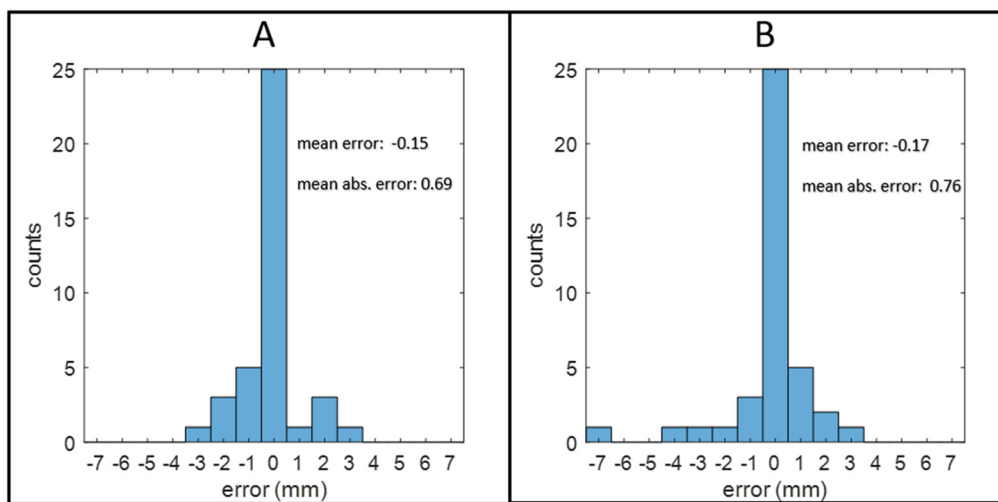 A
25
20
15
10
5
0
counts
mean error: -0.15
mean abs. error: 0.69
-7 -6 -5 -4 -3 -2 -1 0 1 2 3 4 5 6 7
error (mm)
B
25
20
15
10
5
0
counts
mean error: -0.17
mean abs. error: 0.76
-7 -6 -5 -4 -3 -2 -1 0 1 2 3 4 5 6 7
error (mm)